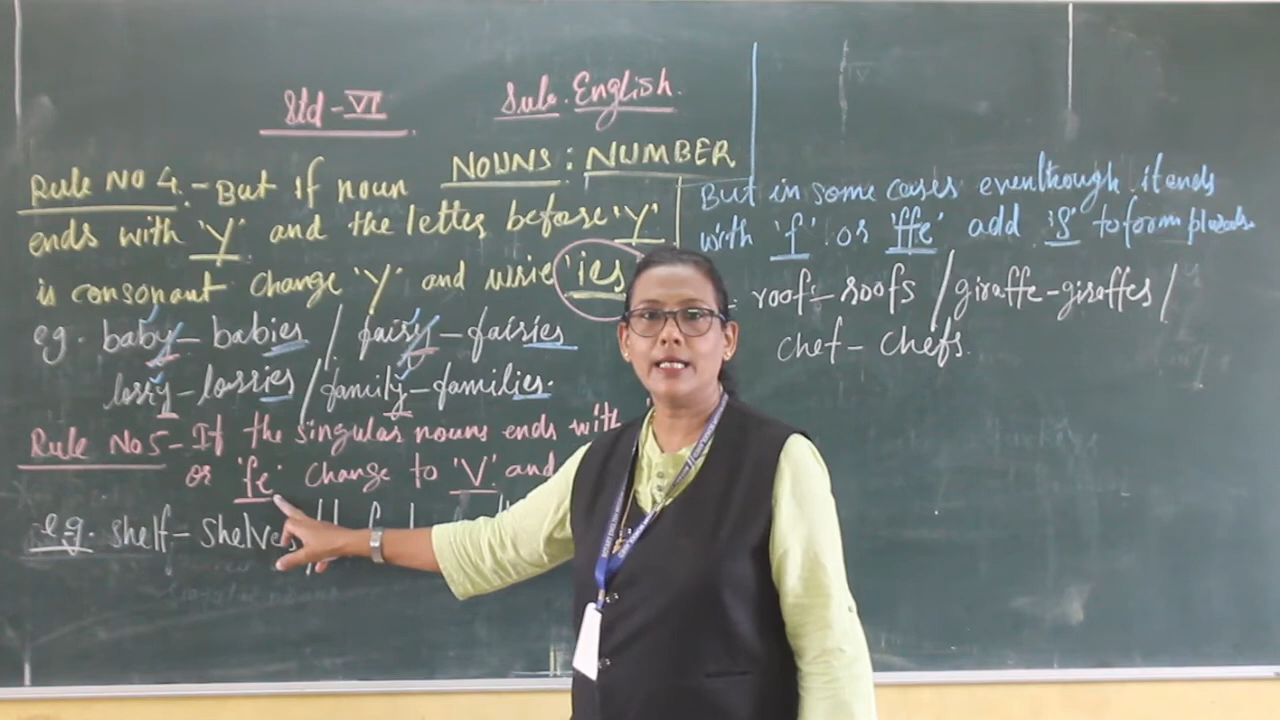 Std - VI
Sub. English.
NOUNS : NUMBER
Rule No 4. - But if noun
ends with 'Y' and the letter before 'Y'
is consonant change 'Y' and write 'ies
eg. baby - babies / fairy - fairies
lorry - lorries / family - families.
Rule No 5 - If the singular nouns ends with
or 'fe' change to 'V' and
e.g. shelf - shelves
But in some cases eventhough it ends
with 'f' or 'ffe' add 'S' to form plurals
roof - roofs / giraffe - giraffes /
chef - chefs.